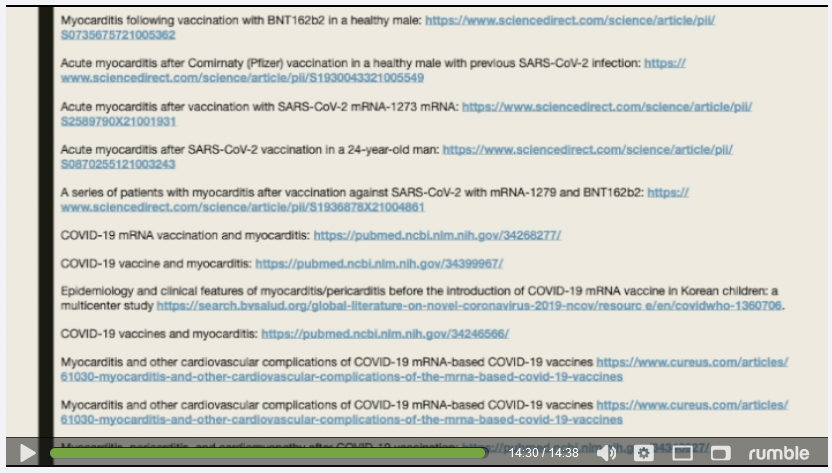 Myocarditis following vaccination with BNT162b2 in a healthy male: https://www.sciencedirect.com/science/article/pii/
S0735675721005362
Acute myocarditis after Comirnaty (Pfizer) vaccination in a healthy male with previous SARS-CoV-2 infection: https://
www.sciencedirect.com/science/article/pii/S1930043321005549
Acute myocarditis after vaccination with SARS-CoV-2 mRNA-1273 mRNA: https://www.sciencedirect.com/science/article/pii/
S2589790X21001931
Acute myocarditis after SARS-CoV-2 vaccination in a 24-year-old man: https://www.sciencedirect.com/science/article/pii/
S0870255121003243
A series of patients with myocarditis after vaccination against SARS-CoV-2 with mRNA-1279 and BNT162b2: https://
www.sciencedirect.com/science/article/pii/S1936878X21004861
COVID-19 mRNA vaccination and myocarditis: https://pubmed.ncbi.nlm.nih.gov/34268277/
COVID-19 vaccine and myocarditis: https://pubmed.ncbi.nlm.nih.gov/34399967/
Epidemiology and clinical features of myocarditis/pericarditis before the introduction of COVID-19 mRNA vaccine in Korean children: a
multicenter study https://search.bvsalud.org/global-literature-on-novel-coronavirus-2019-ncov/resourc e/en/covidwho-1360706.
COVID-19 vaccines and myocarditis: https://pubmed.ncbi.nlm.nih.gov/34246566/
Myocarditis and other cardiovascular complications of COVID-19 mRNA-based COVID-19 vaccines https://www.cureus.com/articles/
61030-myocarditis-and-other-cardiovascular-complications-of-the-mrna-based-covid-19-vaccines
Myocarditis and other cardiovascular complications of COVID-19 mRNA-based COVID-19 vaccines https://www.cureus.com/articles/
61030-myocarditis-and-other-cardiovascular-complications-of-the-mrna-based-covid-19-vaccines
Myocarditis, pericarditis, and cardiomyopathy after COVID-19 vaccination:
14:30 / 14:38
rumble